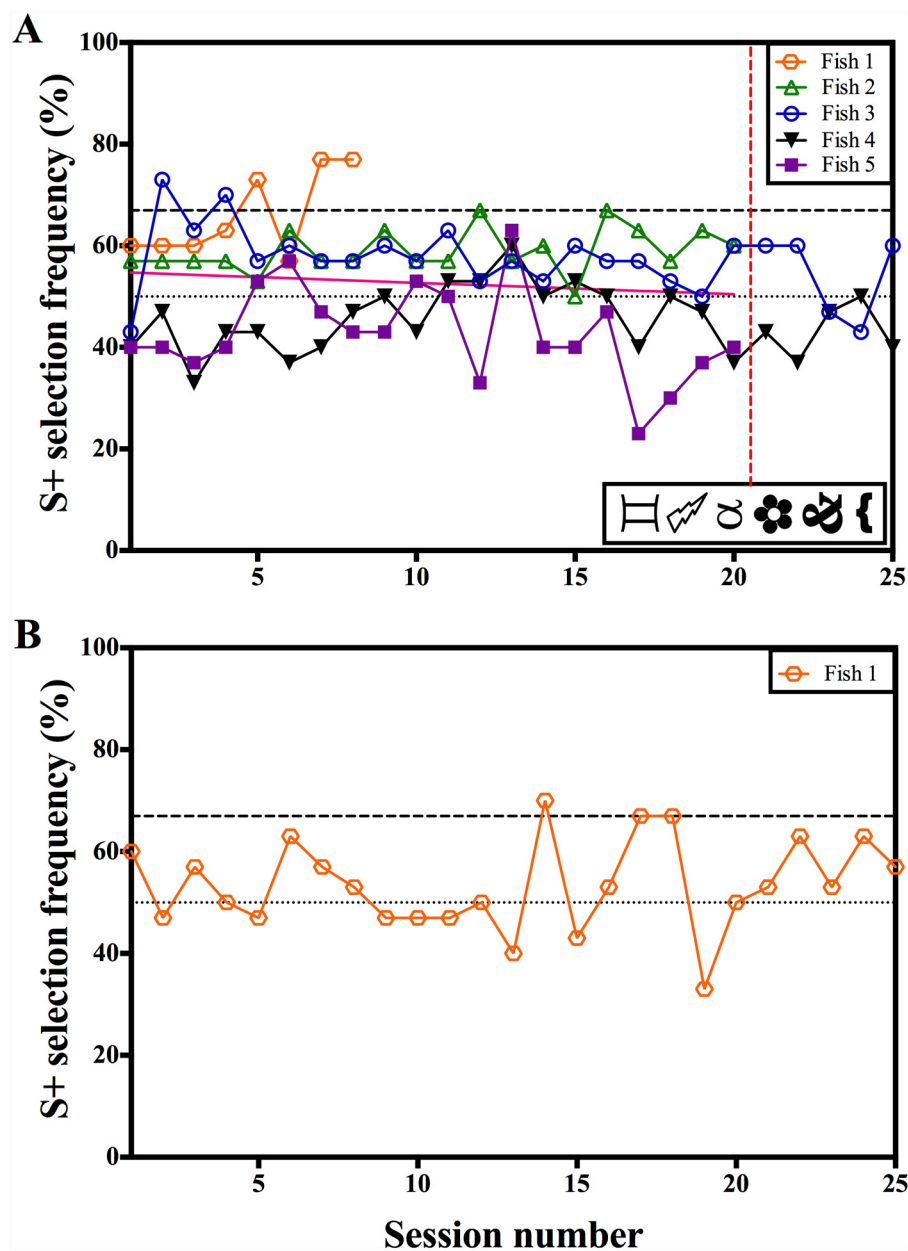 A
S+ selection frequency (%)
100
80
60
40
20
0
Fish 1
Fish 2
Fish 3
Fish 4
Fish 5
α & {
5 10 15 20 25
B
S+ selection frequency (%)
100
80
60
40
20
0
Fish 1
5 10 15 20 25
Session number